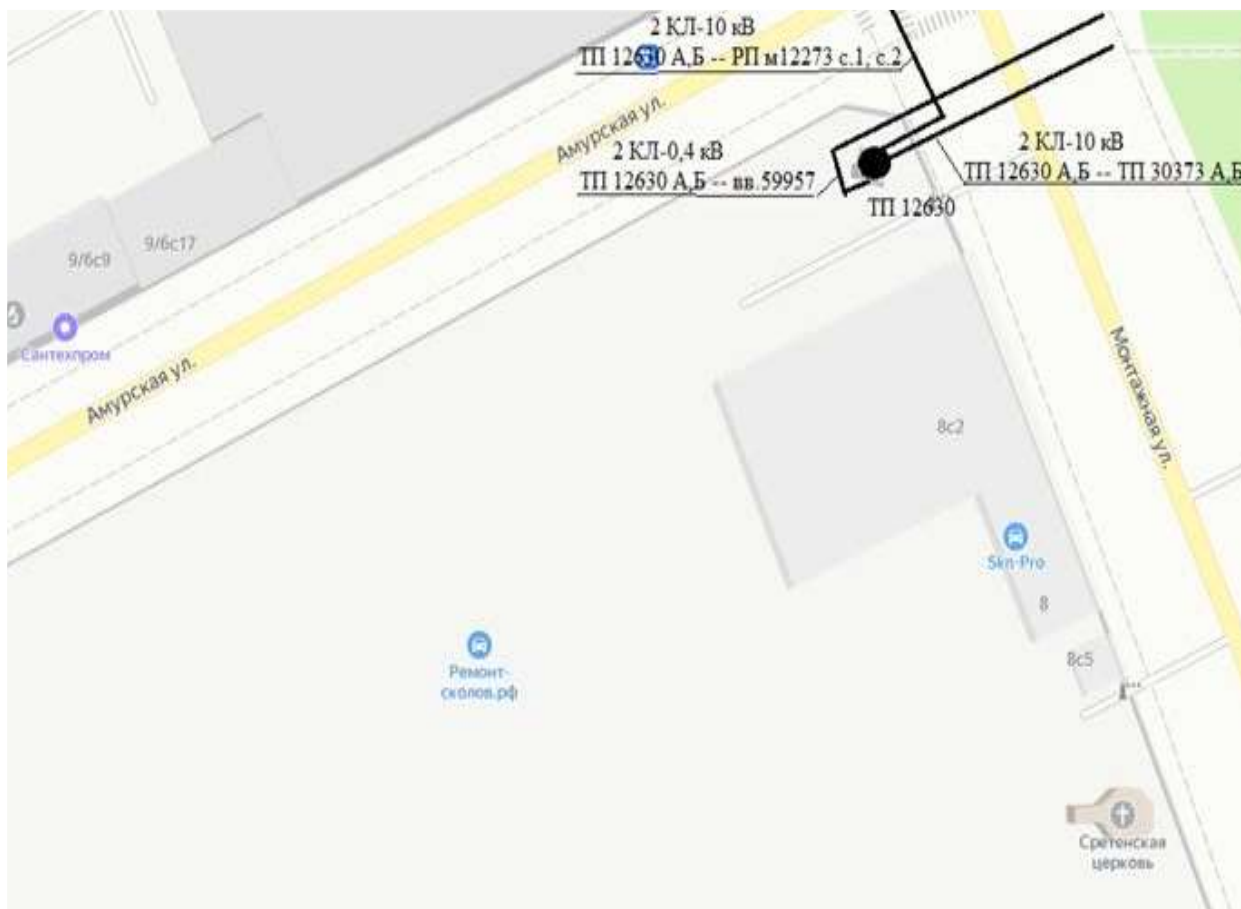 2 КЛ-10 кВ
ТП 12630 А,Б -- РП м12273 с.1, с.2
Амурская ул.
2 КЛ-0,4 кВ
ТП 12630 А,Б -- вв.59957
2 КЛ-10 кВ
ТП 12630 А,Б -- ТП 30373 А,Б
ТП 12630
9/6с17
9/6с9
Сантехпром
Амурская ул.
Монтажная ул.
8с2
Skn-Pro
8
8с5
Ремонт-
сколов.рф
Сретенская
церковь